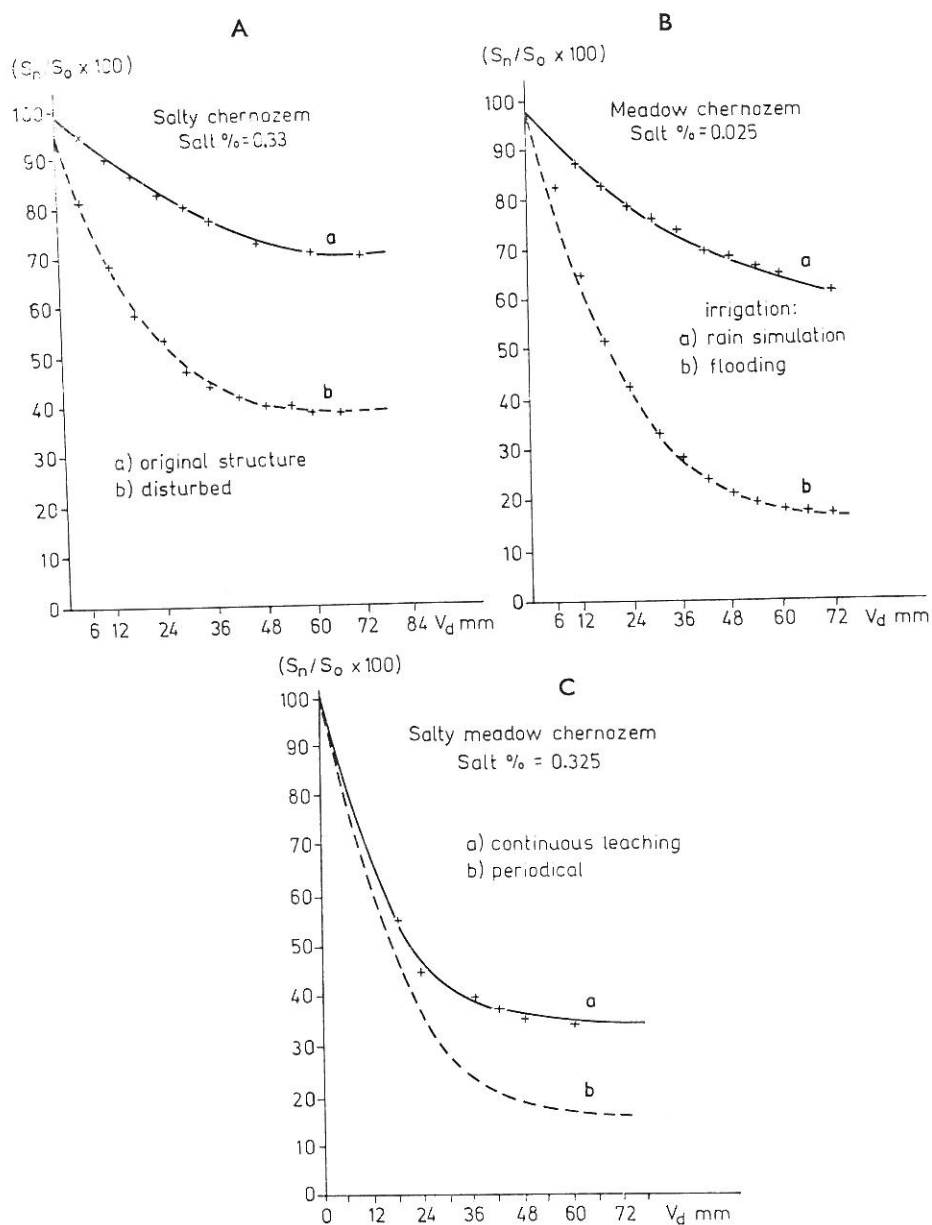 A
(Sn/So x 100)
Salty chernozem
Salt % = 0.33
100
90
80
70
60
50
40
30
20
10
0
a
b
a) original structure
b) disturbed
6 12 24 36 48 60 72 84 Vd mm
B
(Sn/So x 100)
Meadow chernozem
Salt % = 0.025
100
90
80
70
60
50
40
30
20
10
0
a
irrigation:
a) rain simulation
b) flooding
b
6 12 24 36 48 60 72 Vd mm
C
(Sn/So x 100)
Salty meadow chernozem
Salt % = 0.325
100
90
80
70
60
50
40
30
20
10
0
a) continuous leaching
b) periodical
a
b
0 12 24 36 48 60 72 Vd mm